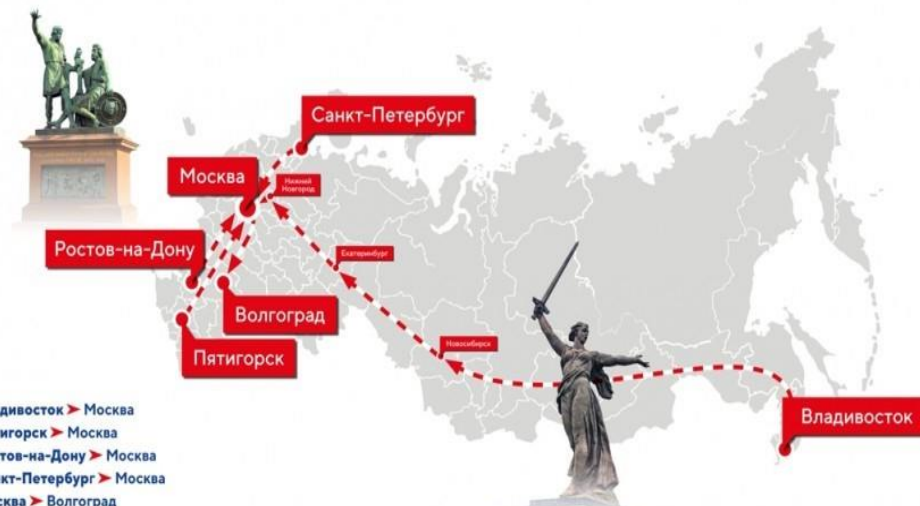 Санкт-Петербург
Москва
Нижний
Новгород
Ростов-на-Дону
Екатеринбург
Волгоград
Новосибирск
Пятигорск
Владивосток
дивосток ➤ Москва
игорск ➤ Москва
тов-на-Дону ➤ Москва
кт-Петербург ➤ Москва
сква ➤ Волгоград